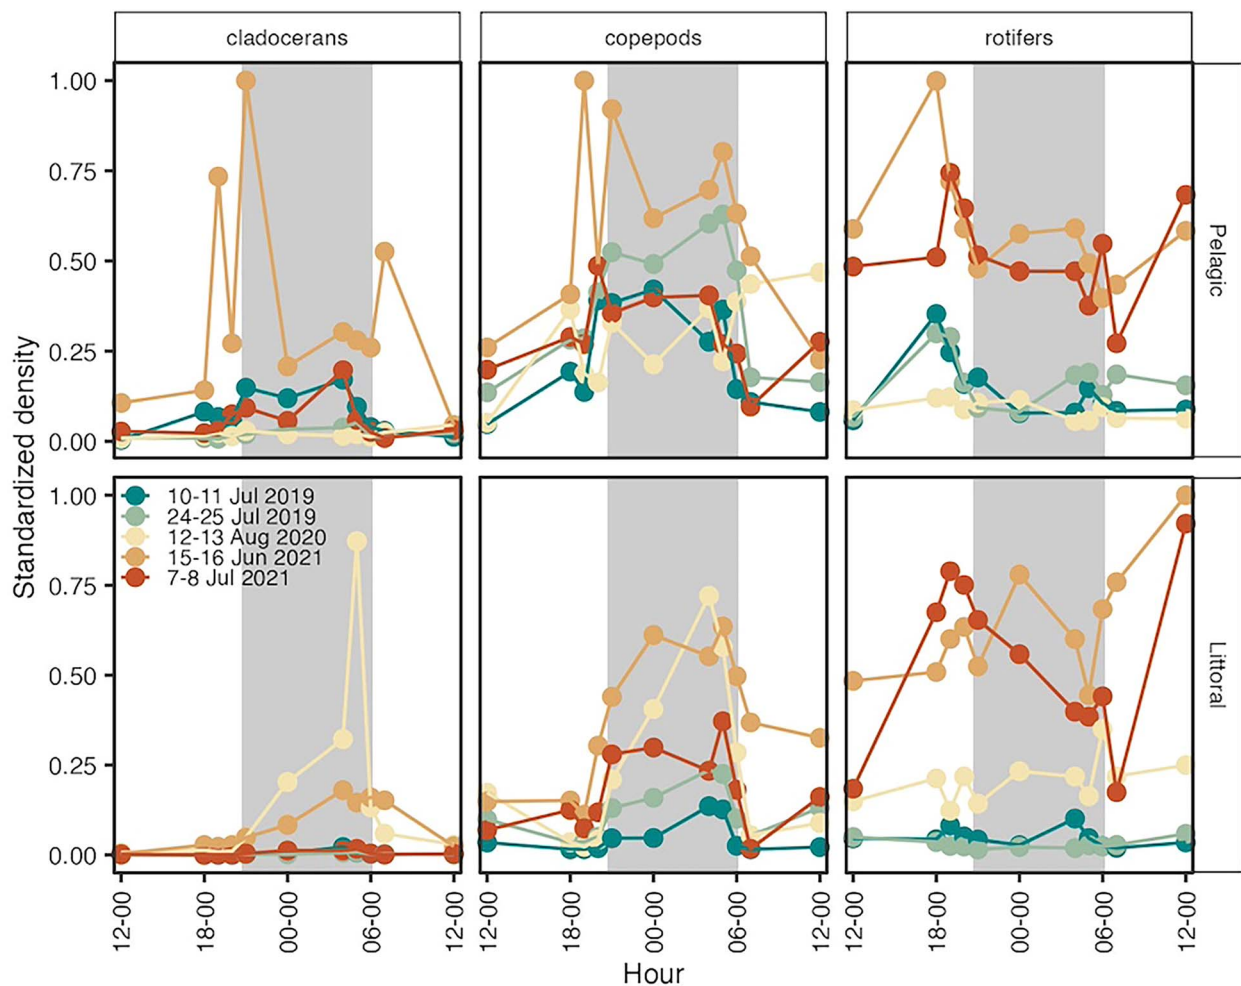 cladocerans
copepods
rotifers
1.00
0.75
0.50
0.25
0.00
Pelagic
Standardized density
1.00
0.75
0.50
0.25
0.00
10-11 Jul 2019
24-25 Jul 2019
12-13 Aug 2020
15-16 Jun 2021
7-8 Jul 2021
Littoral
12-00
18-00
00-00
06-00
12-00
12-00
18-00
00-00
06-00
12-00
12-00
18-00
00-00
06-00
12-00
Hour